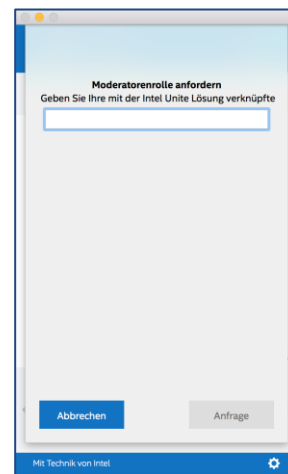 Moderatorenrolle anfordern
Geben Sie Ihre mit der Intel Unite Lösung verknüpfte
Abbrechen
Anfrage
Mit Technik von Intel